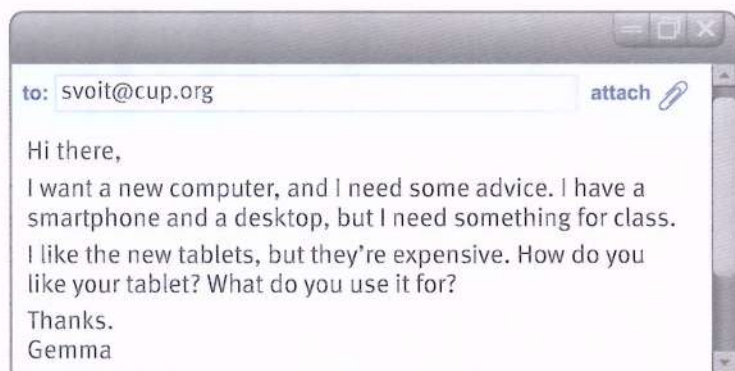 to: svoit@cup.org attach
Hi there,
I want a new computer, and I need some advice. I have a
smartphone and a desktop, but I need something for class.
I like the new tablets, but they're expensive. How do you
like your tablet? What do you use it for?
Thanks.
Gemma